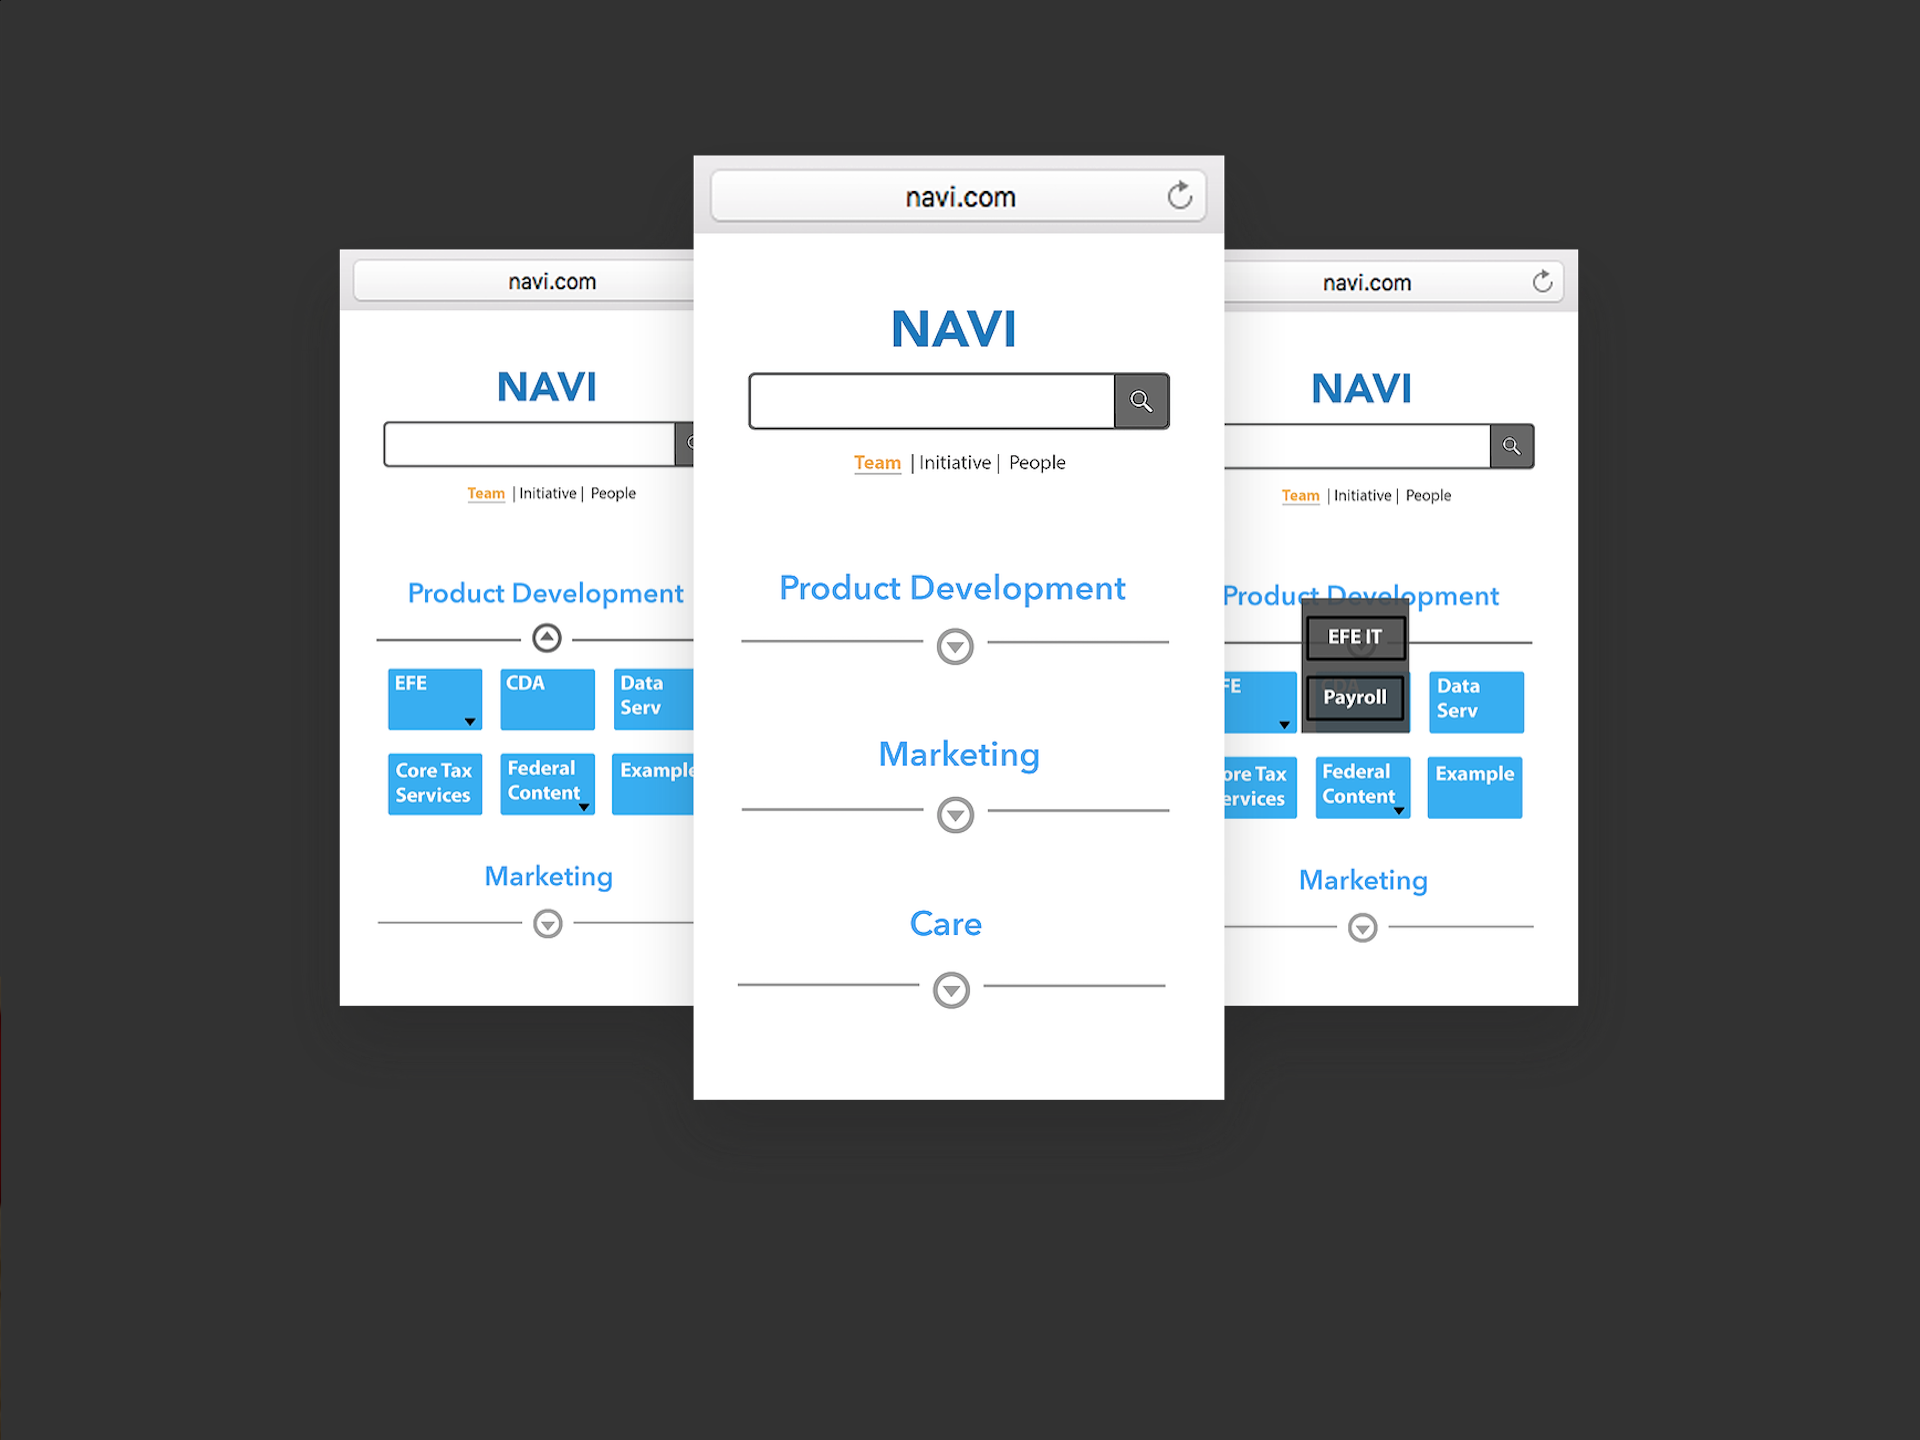 navi.com
NAVI
Team | Initiative | People
Product Development
EFE
CDA
Data
Serv
Core Tax
Services
Federal
Content
Example
Marketing
navi.com
NAVI
Team | Initiative | People
Product Development
Marketing
Care
navi.com
NAVI
Team | Initiative | People
Product Development
EFE IT
Payroll
FE
CDA
Data
Serv
ore Tax
ervices
Federal
Content
Example
Marketing